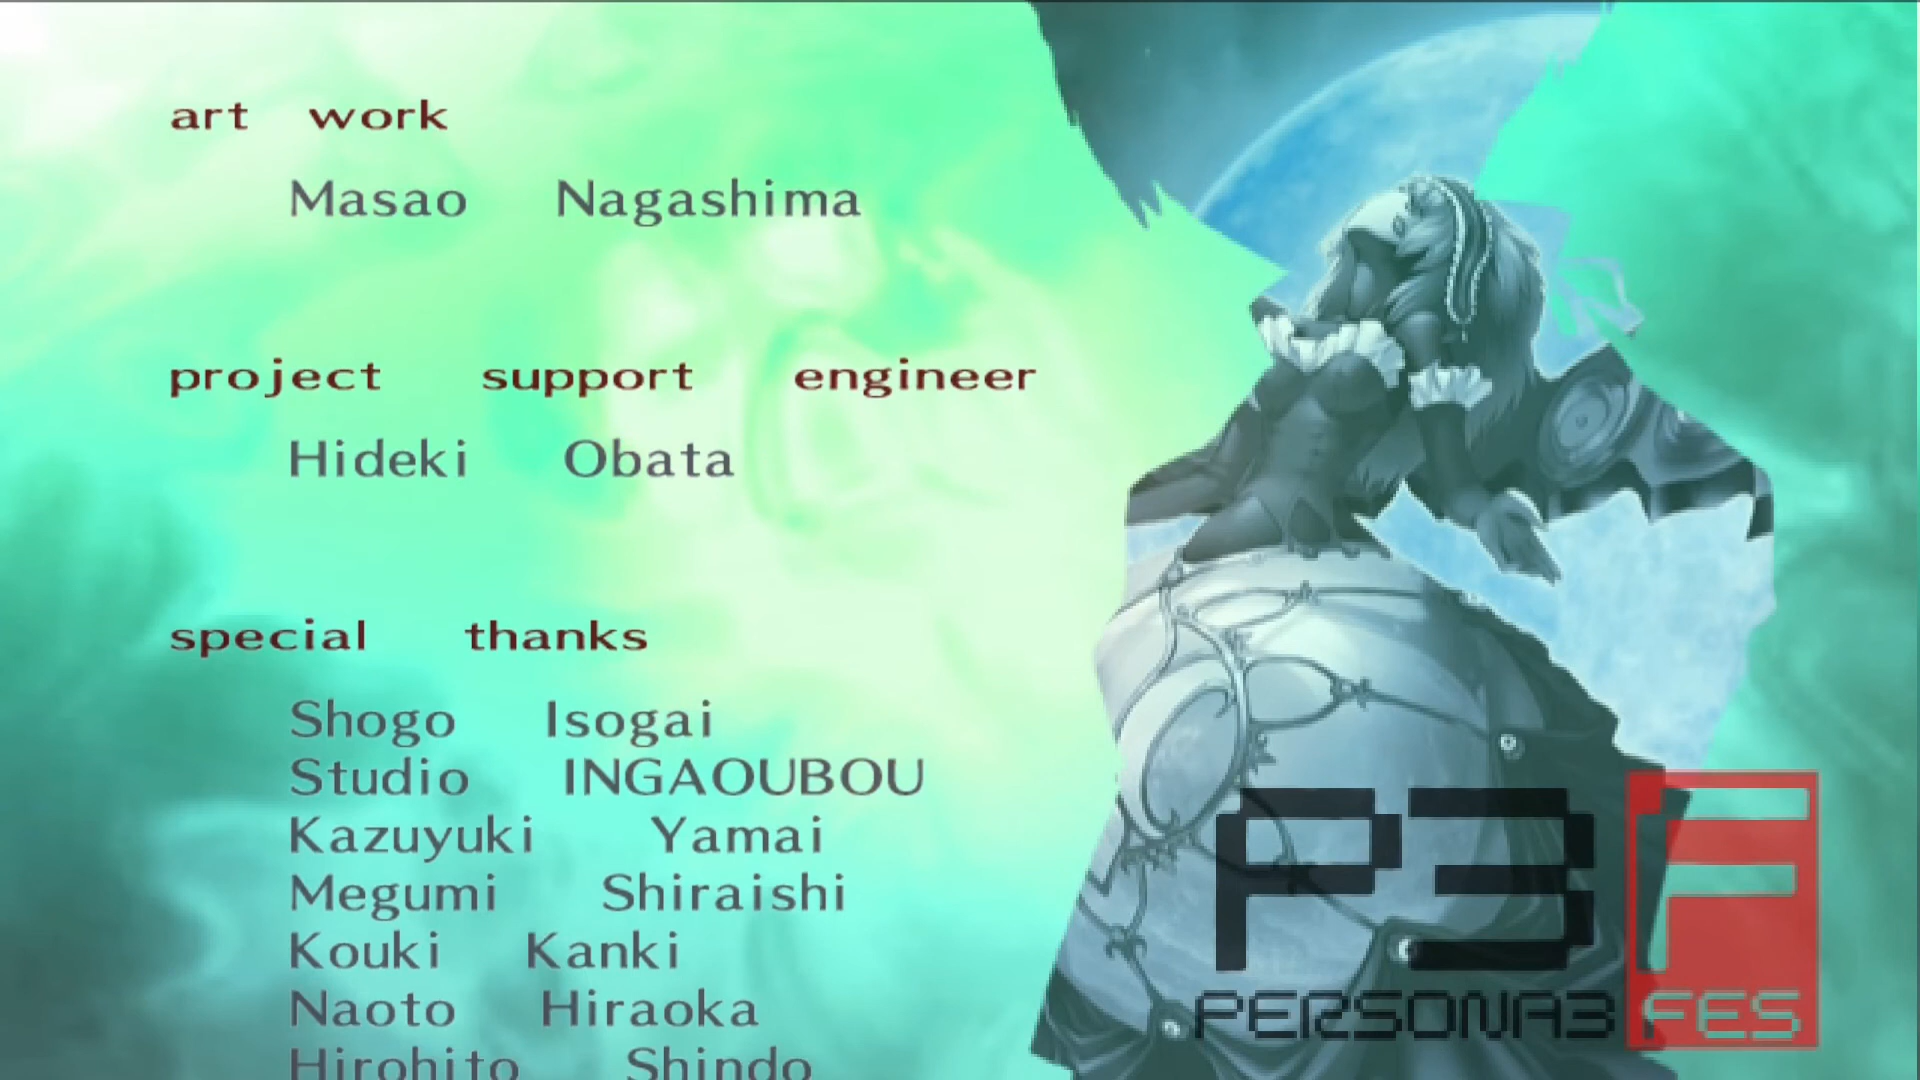 art work
Masao Nagashima
project support engineer
Hideki Obata
special thanks
Shogo Isogai
Studio INGAOUBOU
Kazuyuki Yamai
Megumi Shiraishi
Kouki Kanki
Naoto Hiraoka
Hirohito Shindo
P3F
PERSONA3 FES